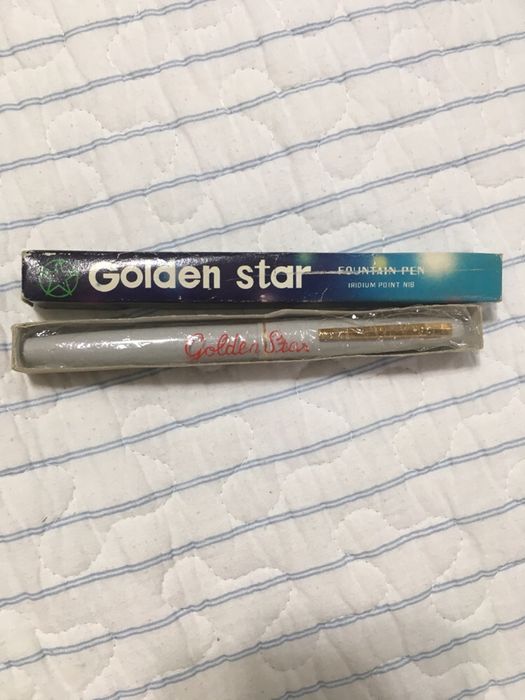 Golden star
FOUNTAIN PEN
IRIDIUM POINT NIB
Golden Star